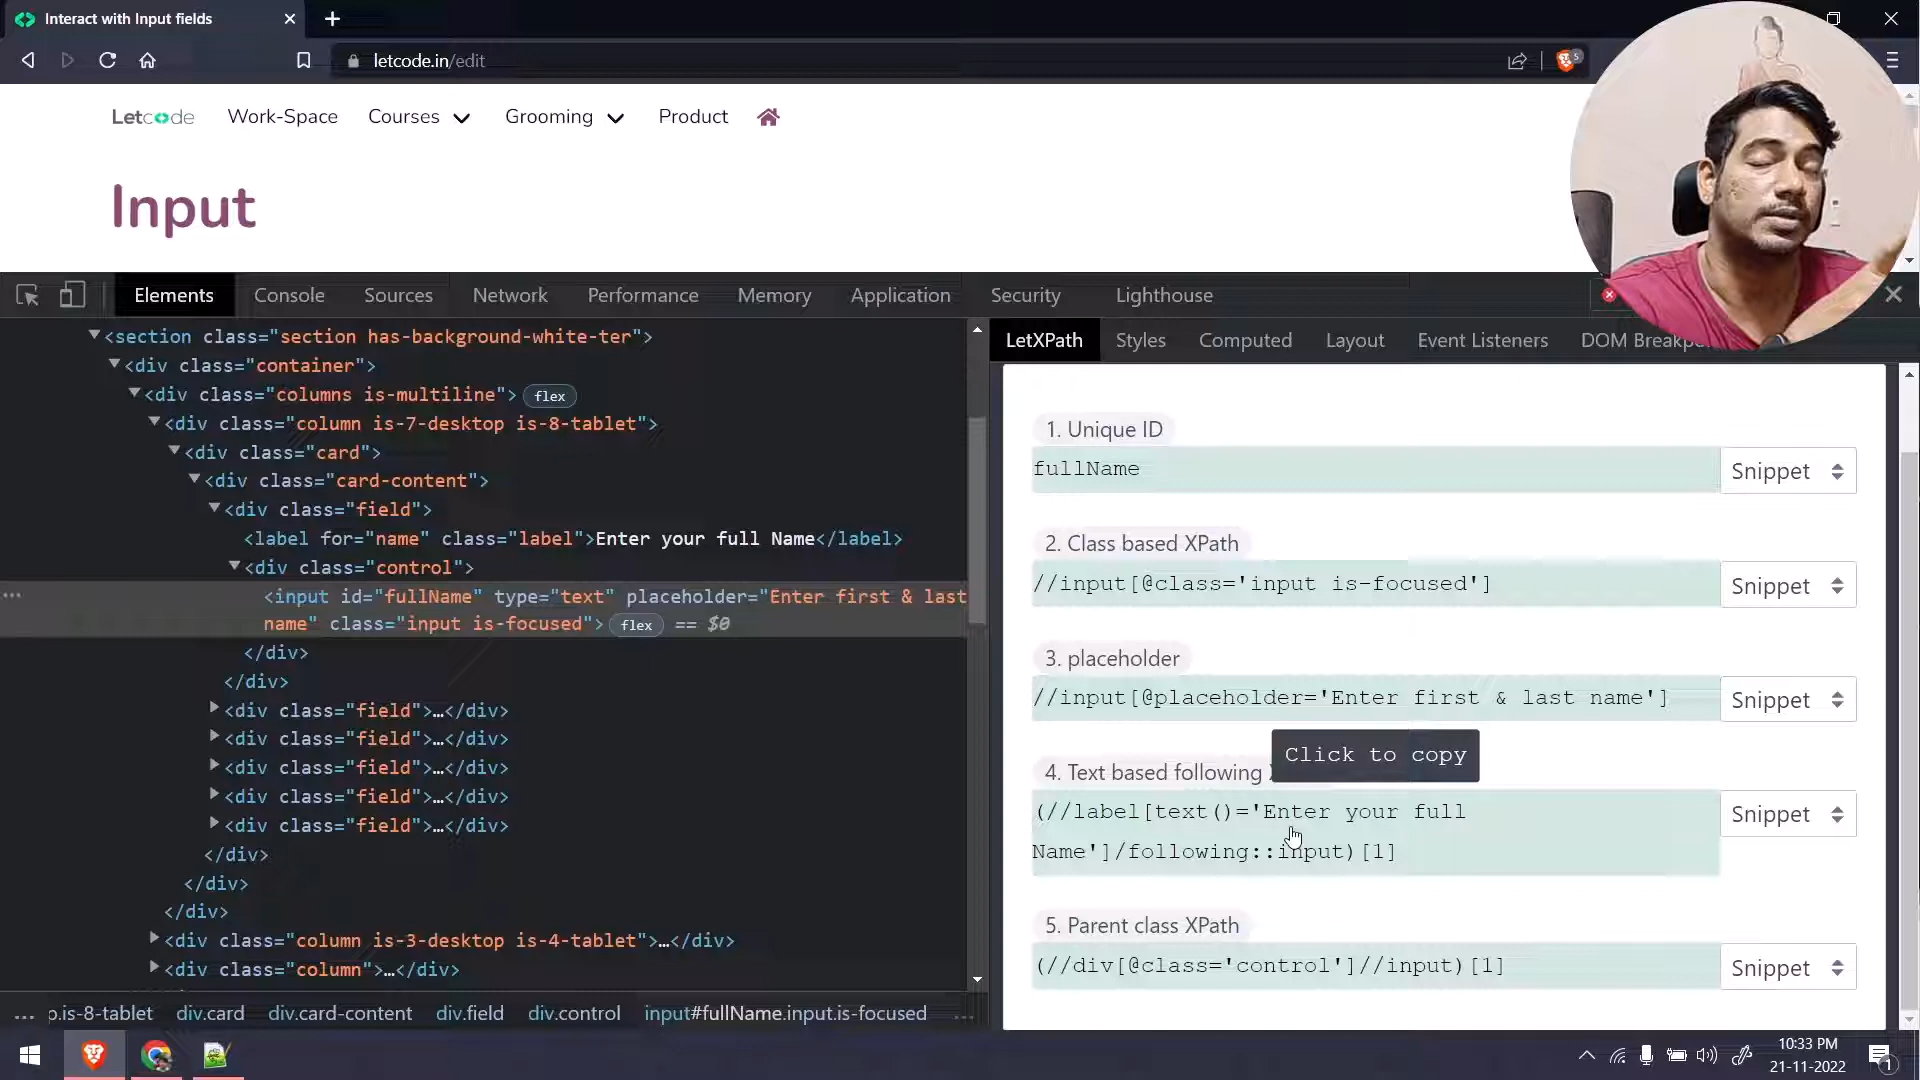 Interact with Input fields
letcode.in/edit
5
Letcode
Work-Space
Courses
Grooming
Product
Input
Elements
Console
Sources
Network
Performance
Memory
Application
Security
Lighthouse
<section class="section has-background-white-ter">
<div class="container">
<div class="columns is-multiline"> flex
<div class="column is-7-desktop is-8-tablet">
<div class="card">
<div class="card-content">
<div class="field">
<label for="name" class="label">Enter your full Name</label>
<div class="control">
<input id="fullName" type="text" placeholder="Enter first & last
name" class="input is-focused"> flex == $0
</div>
</div>
<div class="field">…</div>
<div class="field">…</div>
<div class="field">…</div>
<div class="field">…</div>
<div class="field">…</div>
</div>
</div>
</div>
<div class="column is-3-desktop is-4-tablet">…</div>
<div class="column">…</div>
... p.is-8-tablet div.card div.card-content div.field div.control input#fullName.input.is-focused ...
LetXPath
Styles
Computed
Layout
Event Listeners
DOM Breakp
1. Unique ID
fullName
Snippet
2. Class based XPath
//input[@class='input is-focused']
Snippet
3. placeholder
//input[@placeholder='Enter first & last name']
Snippet
Click to copy
4. Text based following
(//label[text()='Enter your full
Name']/following::input)[1]
Snippet
5. Parent class XPath
(//div[@class='control']//input)[1]
Snippet
10:33 PM
21-11-2022
1